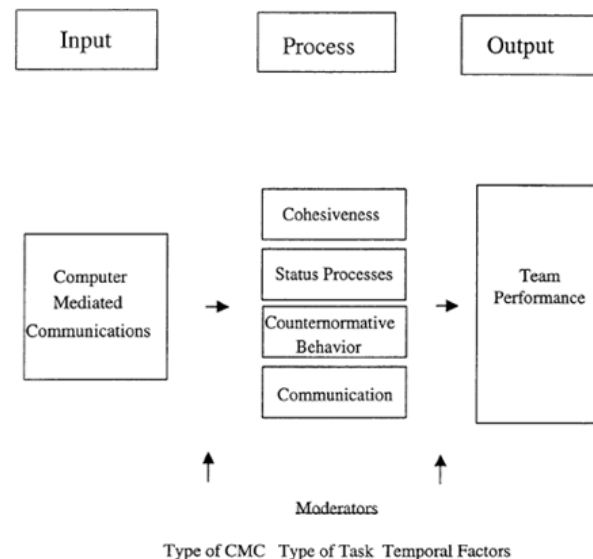 Input
Process
Output
Cohesiveness
Status Processes
Counternormative
Behavior
Communication
Computer
Mediated
Communications
Team
Performance
Moderators
Type of CMC Type of Task Temporal Factors